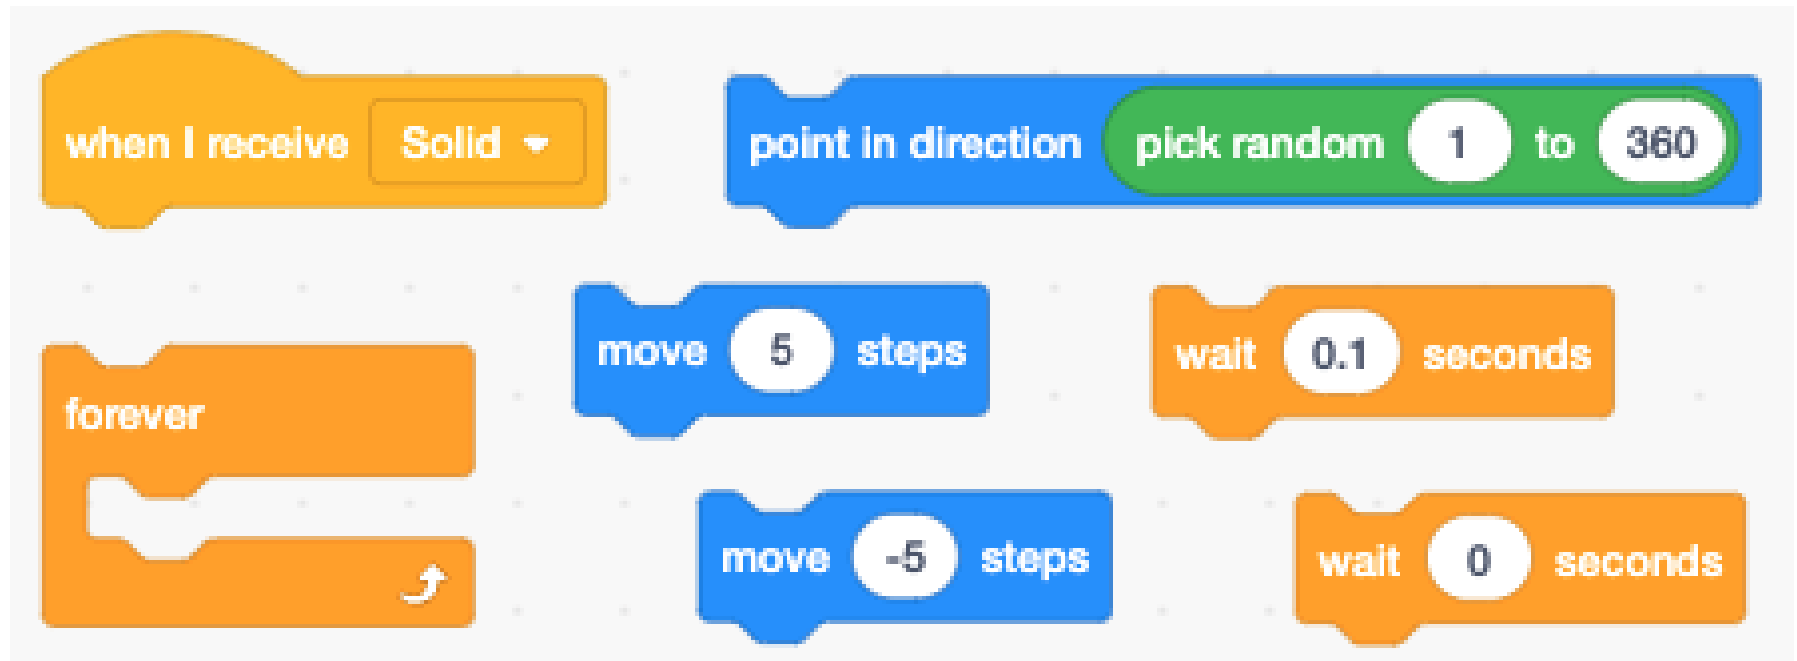 when I receive Solid
point in direction pick random 1 to 360
move 5 steps
wait 0.1 seconds
forever
move -5 steps
wait 0 seconds